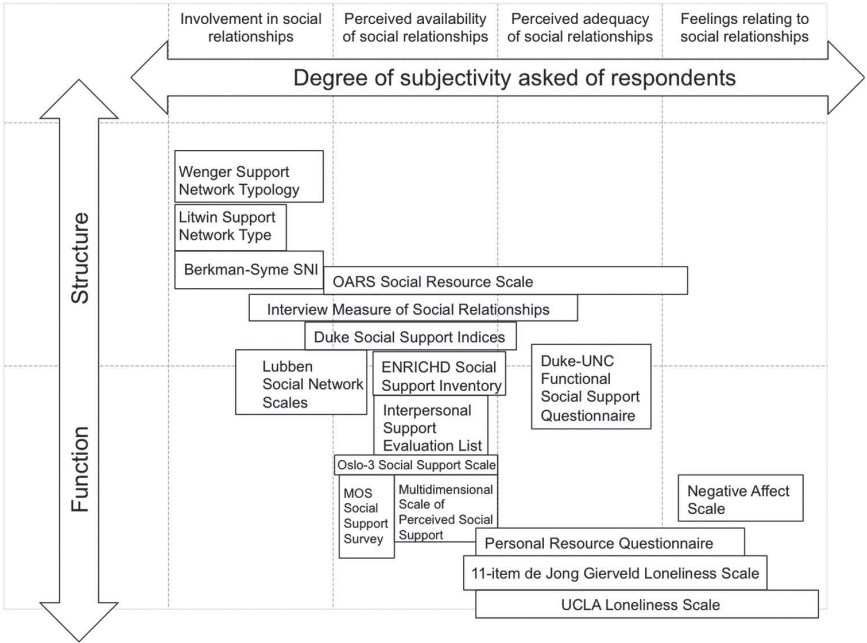 Involvement in social
relationships
Perceived availability
of social relationships
Perceived adequacy
of social relationships
Feelings relating to
social relationships
Degree of subjectivity asked of respondents
Structure
Function
Wenger Support
Network Typology
Litwin Support
Network Type
Berkman-Syme SNI
OARS Social Resource Scale
Interview Measure of Social Relationships
Duke Social Support Indices
Lubben
Social Network
Scales
ENRICHD Social
Support Inventory
Duke-UNC
Functional
Social Support
Questionnaire
Interpersonal
Support
Evaluation List
Oslo-3 Social Support Scale
MOS
Social
Support
Survey
Multidimensional
Scale of
Perceived Social
Support
Negative Affect
Scale
Personal Resource Questionnaire
11-item de Jong Gierveld Loneliness Scale
UCLA Loneliness Scale